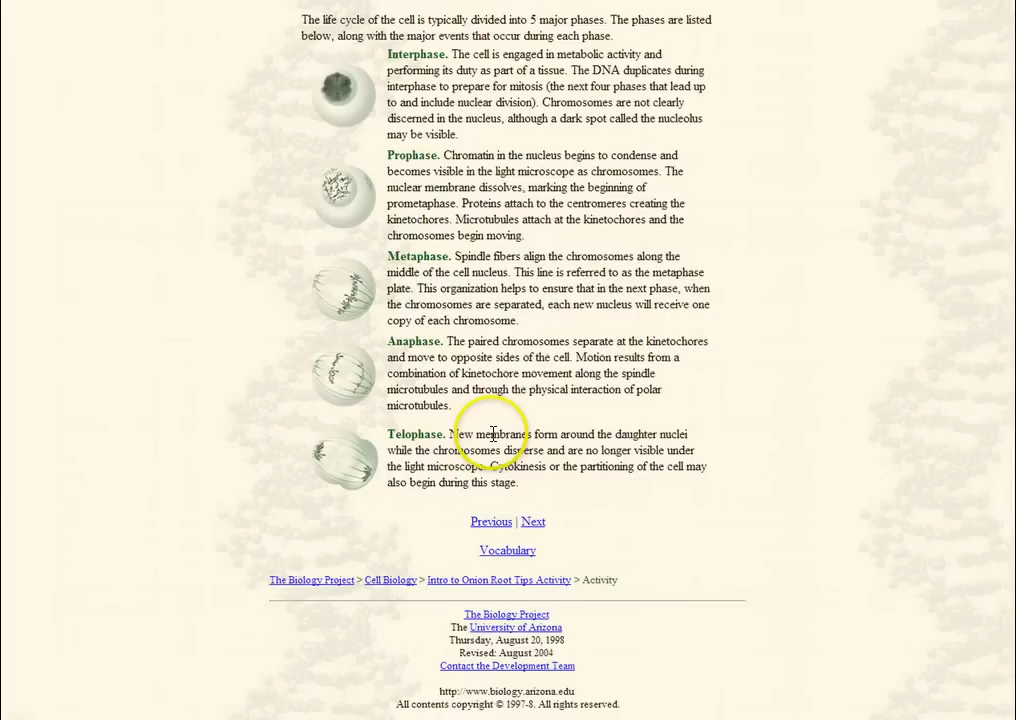 The life cycle of the cell is typically divided into 5 major phases. The phases are listed
below, along with the major events that occur during each phase.
Interphase. The cell is engaged in metabolic activity and
performing its duty as part of a tissue. The DNA duplicates during
interphase to prepare for mitosis (the next four phases that lead up
to and include nuclear division). Chromosomes are not clearly
discerned in the nucleus, although a dark spot called the nucleolus
may be visible.
Prophase. Chromatin in the nucleus begins to condense and
becomes visible in the light microscope as chromosomes. The
nuclear membrane dissolves, marking the beginning of
prometaphase. Proteins attach to the centromeres creating the
kinetochores. Microtubules attach at the kinetochores and the
chromosomes begin moving.
Metaphase. Spindle fibers align the chromosomes along the
middle of the cell nucleus. This line is referred to as the metaphase
plate. This organization helps to ensure that in the next phase, when
the chromosomes are separated, each new nucleus will receive one
copy of each chromosome.
Anaphase. The paired chromosomes separate at the kinetochores
and move to opposite sides of the cell. Motion results from a
combination of kinetochore movement along the spindle
microtubules and through the physical interaction of polar
microtubules.
Telophase. New membranes form around the daughter nuclei
while the chromosomes disperse and are no longer visible under
the light microscope. Cytokinesis or the partitioning of the cell may
also begin during this stage.
Previous | Next
Vocabulary
The Biology Project > Cell Biology > Intro to Onion Root Tips Activity > Activity
The Biology Project
The University of Arizona
Thursday, August 20, 1998
Revised: August 2004
Contact the Development Team
http://www.biology.arizona.edu
All contents copyright © 1997-8. All rights reserved.